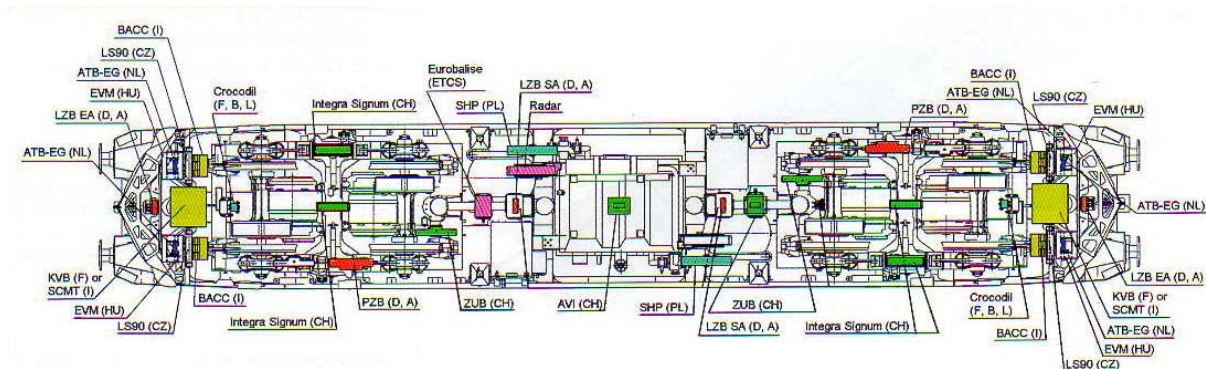 BACC (I)
LS90 (CZ)
ATB-EG (NL)
EVM (HU)
LZB EA (D, A)
ATB-EG (NL)
Crocodil
(F, B, L)
Integra Signum (CH)
Eurobalise
(ETCS)
SHP (PL)
LZB SA (D, A)
Radar
PZB (D, A)
BACC (I)
ATB-EG (NL)
LS90 (CZ)
EVM (HU)
KVB (F) or
SCMT (I)
EVM (HU)
LS90 (CZ)
BACC (I)
Integra Signum (CH)
PZB (D, A)
ZUB (CH)
AVI (CH)
SHP (PL)
LZB SA (D, A)
ZUB (CH)
Integra Signum (CH)
Crocodil
(F, B, L)
BACC (I)
ATB-EG (NL)
LZB EA (D, A)
KVB (F) or
SCMT (I)
ATB-EG (NL)
EVM (HU)
LS90 (CZ)